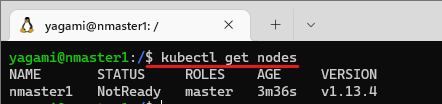 yagami@nmaster1: /
yagami@nmaster1:/$ kubectl get nodes
NAME STATUS ROLES AGE VERSION
nmaster1 NotReady master 3m36s v1.13.4